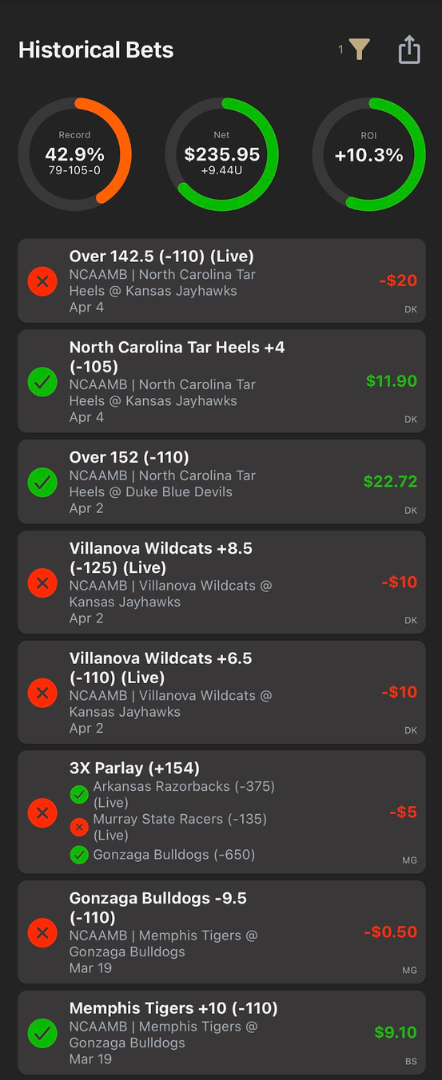 Historical Bets
1
Record
42.9%
79-105-0
Net
$235.95
+9.44U
ROI
+10.3%
Over 142.5 (-110) (Live)
NCAAMB | North Carolina Tar
Heels @ Kansas Jayhawks
Apr 4
-$20
DK
North Carolina Tar Heels +4
(-105)
NCAAMB | North Carolina Tar
Heels @ Kansas Jayhawks
Apr 4
$11.90
DK
Over 152 (-110)
NCAAMB | North Carolina Tar
Heels @ Duke Blue Devils
Apr 2
$22.72
DK
Villanova Wildcats +8.5
(-125) (Live)
NCAAMB | Villanova Wildcats @
Kansas Jayhawks
Apr 2
-$10
DK
Villanova Wildcats +6.5
(-110) (Live)
NCAAMB | Villanova Wildcats @
Kansas Jayhawks
Apr 2
-$10
DK
3X Parlay (+154)
Arkansas Razorbacks (-375)
(Live)
Murray State Racers (-135)
(Live)
Gonzaga Bulldogs (-650)
-$5
MG
Gonzaga Bulldogs -9.5
(-110)
NCAAMB | Memphis Tigers @
Gonzaga Bulldogs
Mar 19
-$0.50
MG
Memphis Tigers +10 (-110)
NCAAMB | Memphis Tigers @
Gonzaga Bulldogs
Mar 19
$9.10
BS